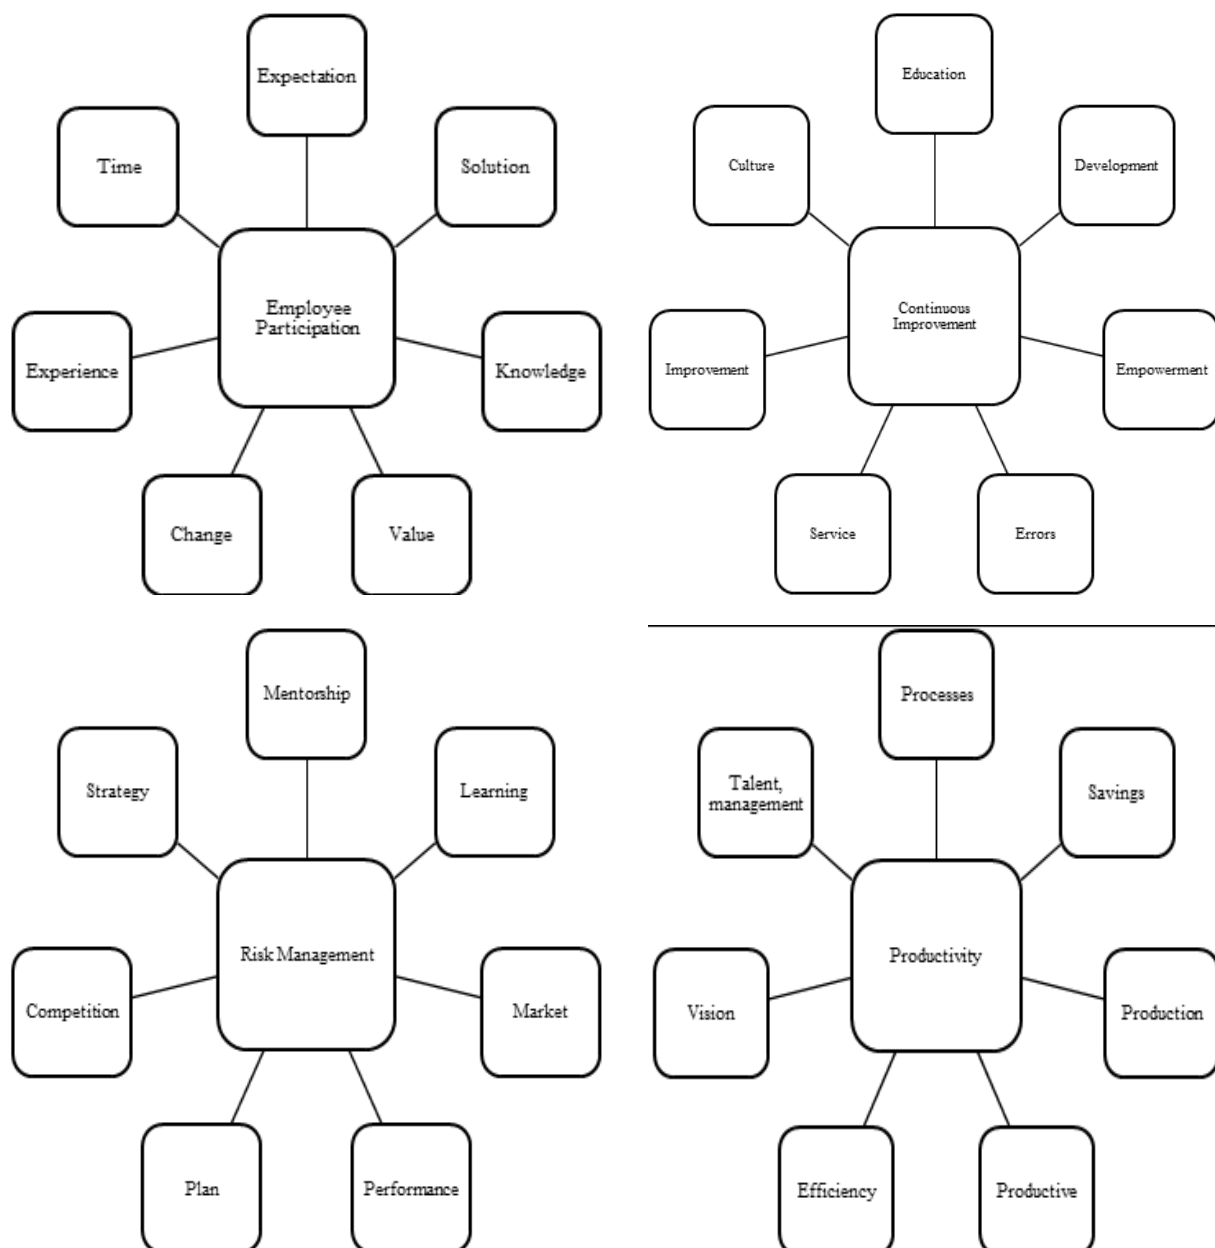 Expectation
Time
Solution
Employee
Participation
Experience
Knowledge
Change
Value
Education
Culture
Development
Continuous
Improvement
Improvement
Empowerment
Service
Errors
Mentorship
Strategy
Learning
Risk Management
Competition
Market
Plan
Performance
Processes
Talent,
management
Savings
Productivity
Vision
Production
Efficiency
Productive